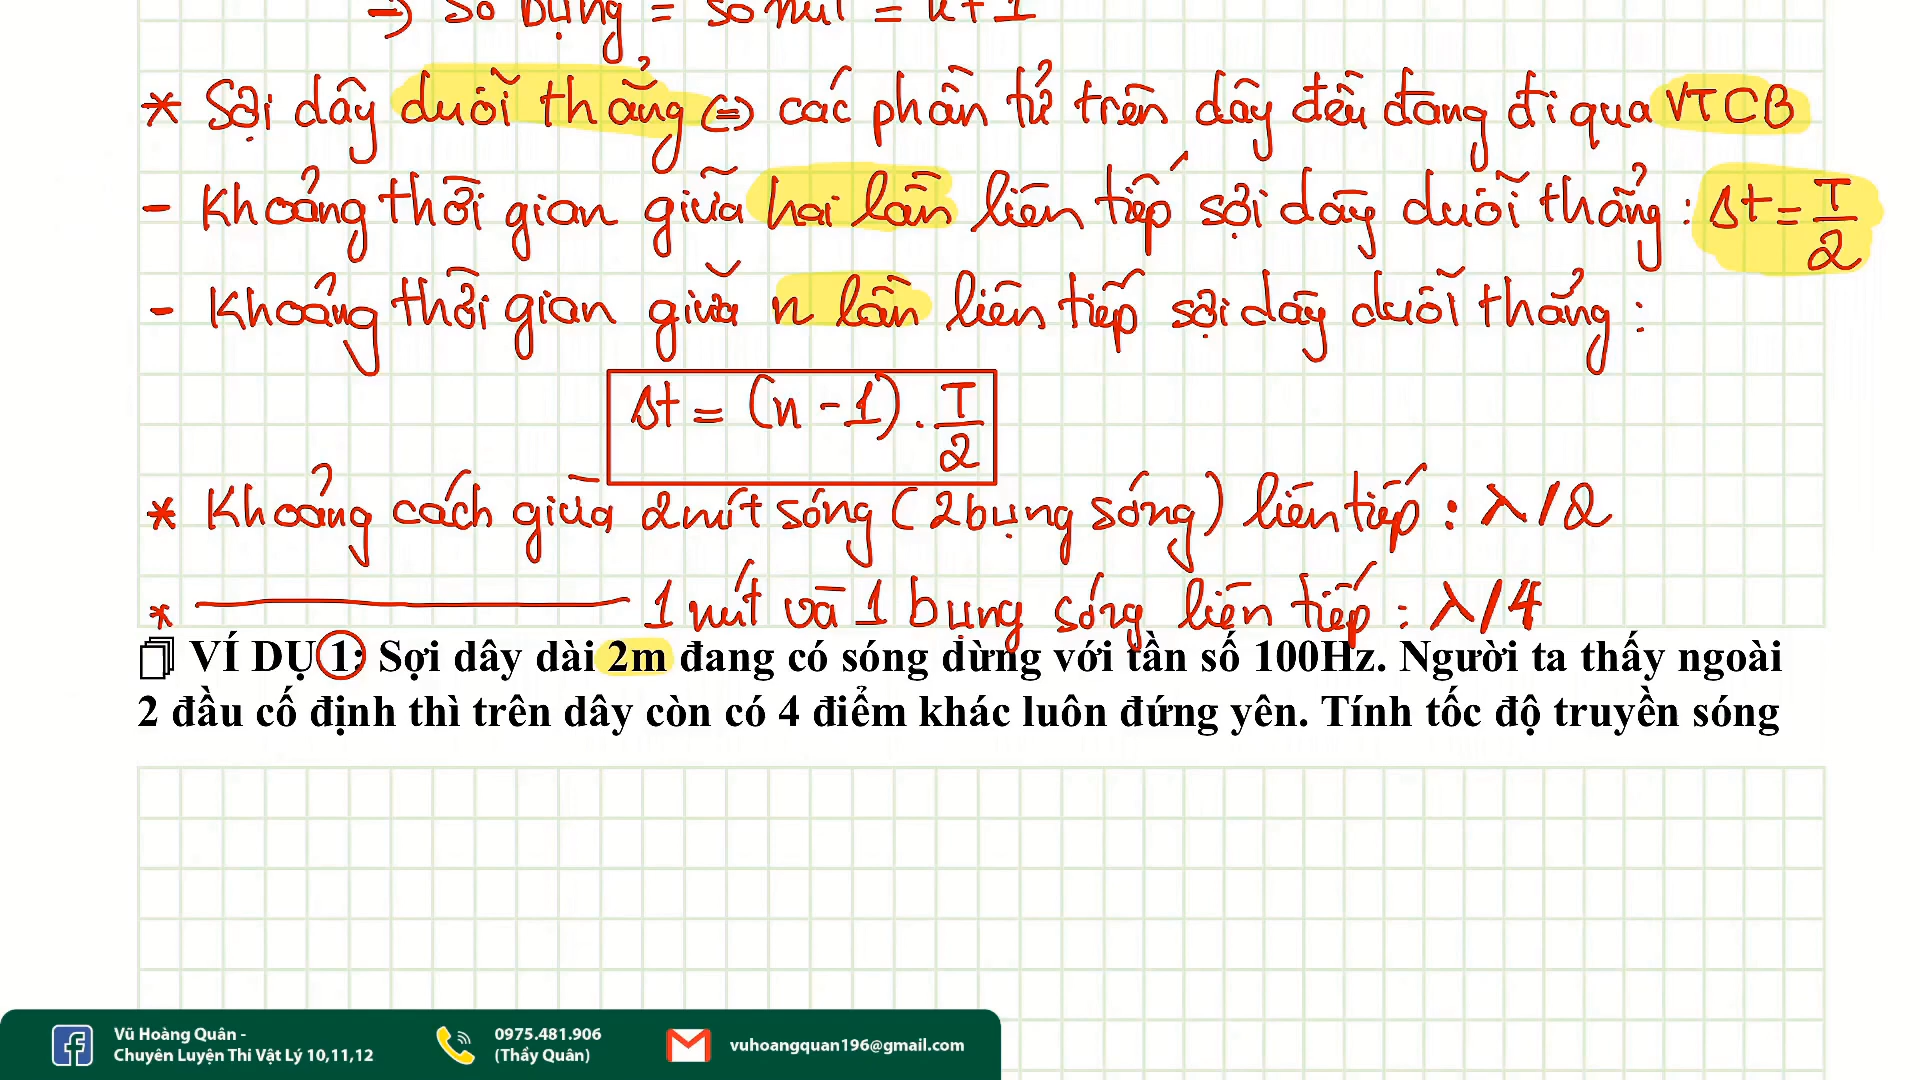 → Số bụng = số nút = k + 1
* Sợi dây duỗi thẳng <=> các phần tử trên dây đều đang đi qua VTCB
- Khoảng thời gian giữa hai lần liên tiếp sợi dây duỗi thẳng : Δt = T/2
- Khoảng thời gian giữa n lần liên tiếp sợi dây duỗi thẳng :
Δt = (n - 1) . T/2
* Khoảng cách giữa 2 nút sóng (2 bụng sóng) liên tiếp : λ/2
* ——— 1 nút và 1 bụng sóng liên tiếp : λ/4
VÍ DỤ 1: Sợi dây dài 2m đang có sóng dừng với tần số 100Hz. Người ta thấy ngoài
2 đầu cố định thì trên dây còn có 4 điểm khác luôn đứng yên. Tính tốc độ truyền sóng
Vũ Hoàng Quân -
Chuyên Luyện Thi Vật Lý 10,11,12
0975.481.906
(Thầy Quân)
vuhoangquan196@gmail.com